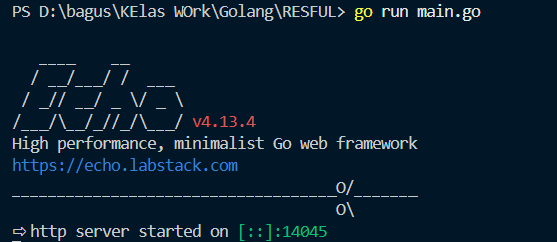 PS D:\bagus\KElas WOrk\Golang\RESFUL> go run main.go
   ____    __
  / __/___/ /  ___
 / _// __/ _ \/ _ \
/___/\__/_//_/\___/ v4.13.4
High performance, minimalist Go web framework
https://echo.labstack.com
____________________________________O/_______
                                    O\
⇨ http server started on [::]:14045